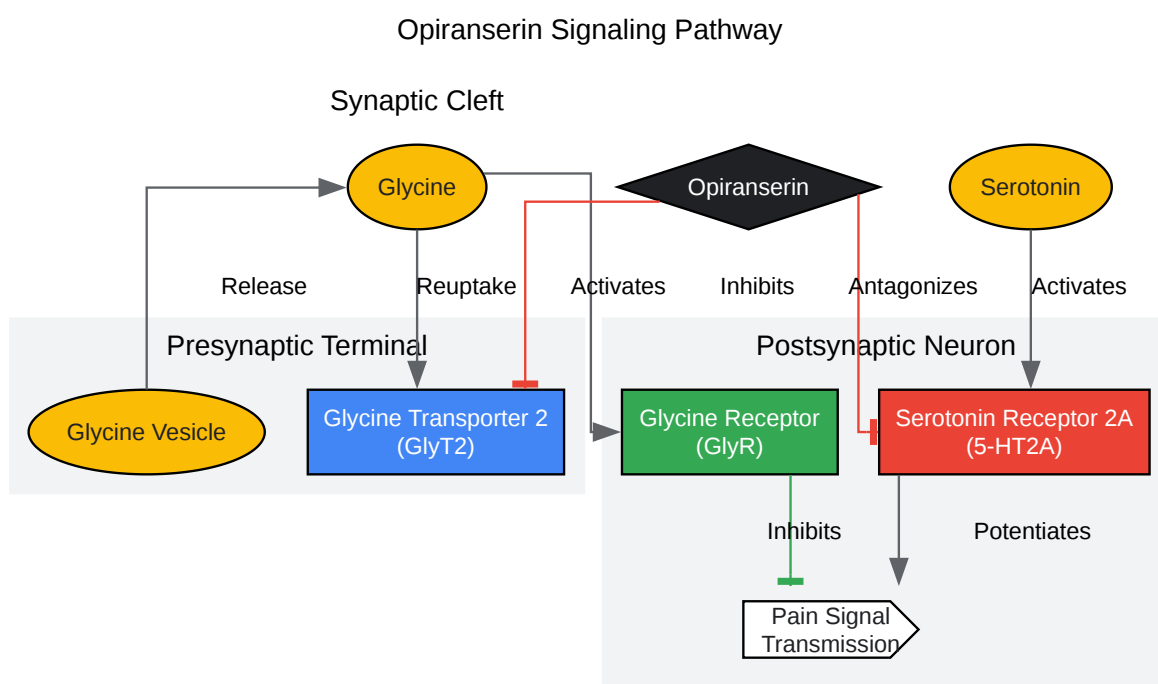 Opiranserin Signaling Pathway
Synaptic Cleft
Glycine
Opiranserin
Serotonin
Release
Reuptake
Activates
Inhibits
Antagonizes
Activates
Presynaptic Terminal
Postsynaptic Neuron
Glycine Vesicle
Glycine Transporter 2
(GlyT2)
Glycine Receptor
(GlyR)
Serotonin Receptor 2A
(5-HT2A)
Inhibits
Potentiates
Pain Signal
Transmission